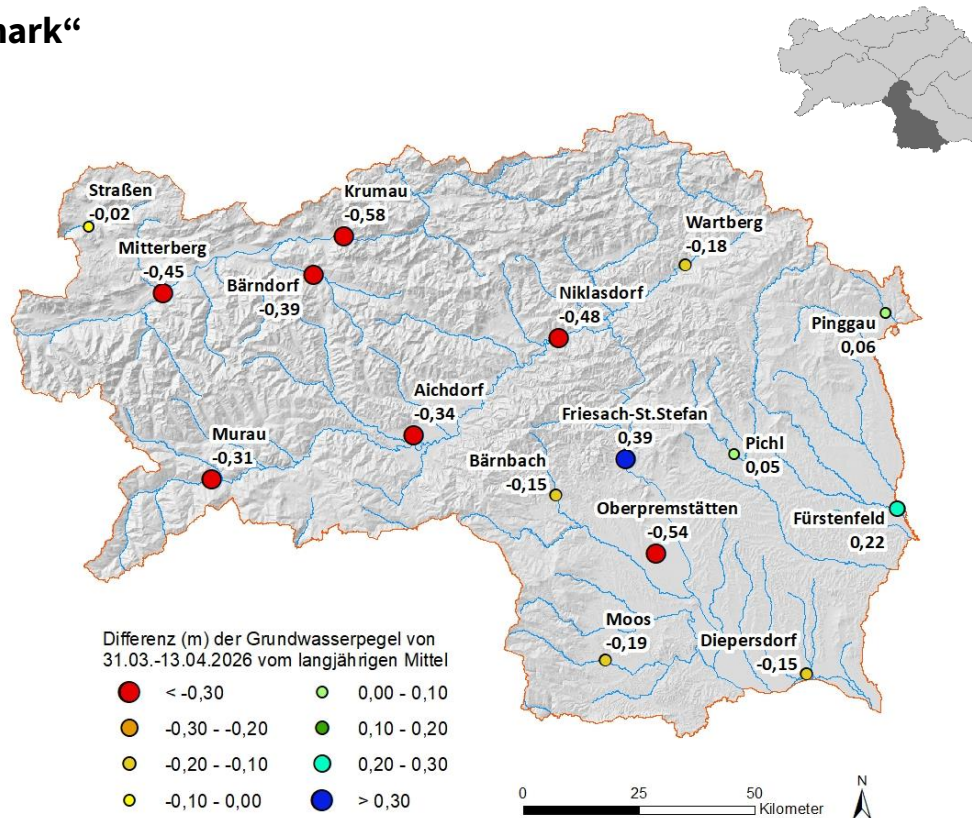 nark“
Straßen
-0,02
Krumau
-0,58
Wartberg
-0,18
Mitterberg
-0,45
Bärndorf
-0,39
Niklasdorf
-0,48
Pinggau
0,06
Aichdorf
-0,34
Friesach-St.Stefan
0,39
Murau
-0,31
Pichl
0,05
Bärnbach
-0,15
Oberpremstätten
-0,54
Fürstenfeld
0,22
Moos
-0,19
Diepersdorf
-0,15
Differenz (m) der Grundwasserpegel von
31.03.-13.04.2026 vom langjährigen Mittel
< -0,30
-0,30 - -0,20
-0,20 - -0,10
-0,10 - 0,00
0,00 - 0,10
0,10 - 0,20
0,20 - 0,30
> 0,30
0 25 50
Kilometer
N